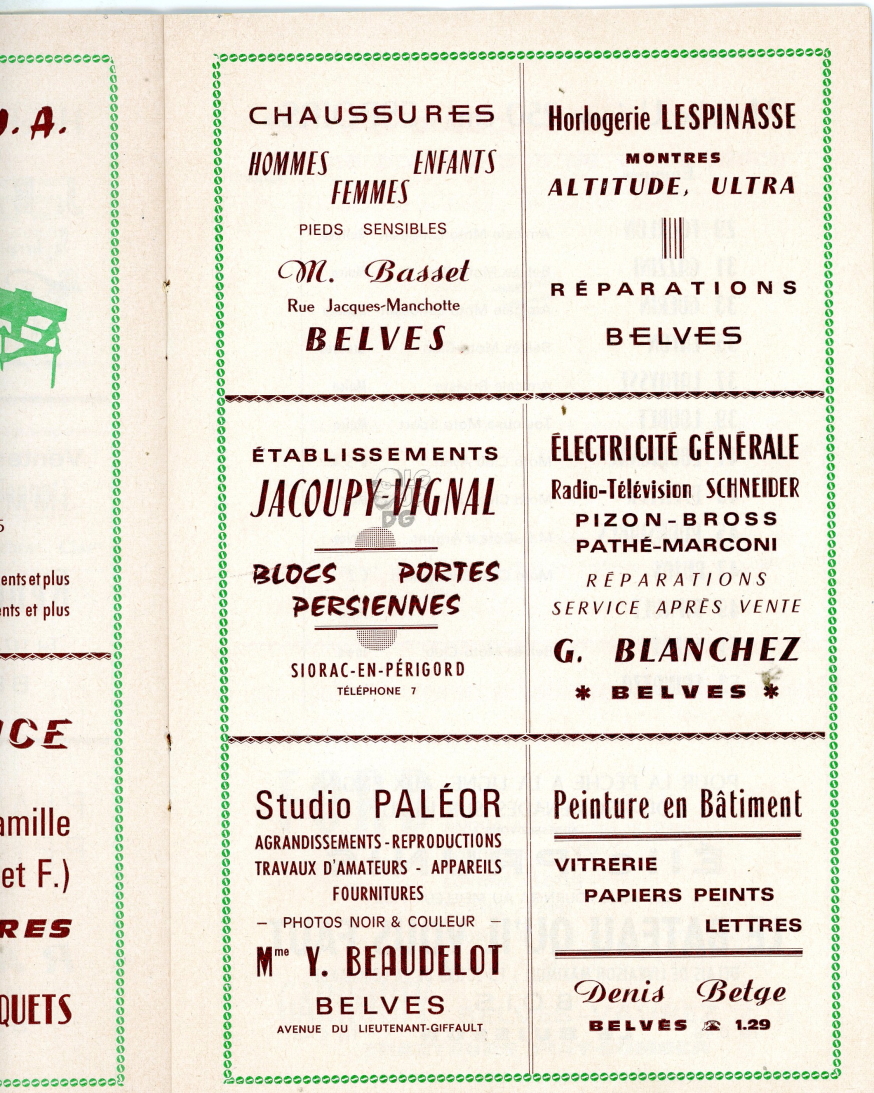 J.A.
ents et plus
ents et plus
CE
amille
et F.)
RES
QUETS
CHAUSSURES
HOMMES ENFANTS
FEMMES
PIEDS SENSIBLES
M. Basset
Rue Jacques-Manchotte
BELVES
Horlogerie LESPINASSE
MONTRES
ALTITUDE, ULTRA
RÉPARATIONS
BELVES
ÉTABLISSEMENTS
JACOUPY-VIGNAL
DG
BLOCS PORTES
PERSIENNES
SIORAC-EN-PÉRIGORD
TÉLÉPHONE 7
ÉLECTRICITÉ GÉNÉRALE
Radio-Télévision SCHNEIDER
PIZON-BROSS
PATHÉ-MARCONI
RÉPARATIONS
SERVICE APRÈS VENTE
G. BLANCHEZ
* BELVES *
Studio PALÉOR
AGRANDISSEMENTS-REPRODUCTIONS
TRAVAUX D'AMATEURS - APPAREILS
FOURNITURES
— PHOTOS NOIR & COULEUR —
Mme Y. BEAUDELOT
BELVES
AVENUE DU LIEUTENANT-GIFFAULT
Peinture en Bâtiment
VITRERIE
PAPIERS PEINTS
LETTRES
Denis Betge
BELVÈS ☎ 1.29